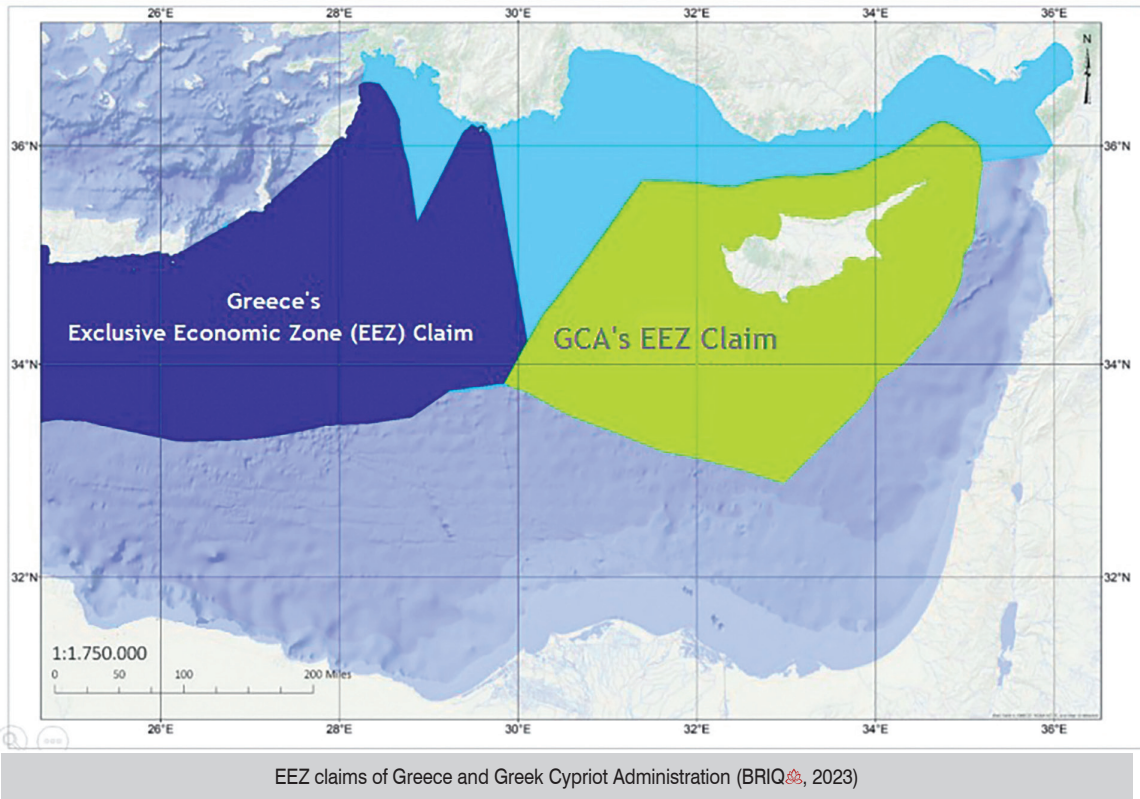 26°E 28°E 30°E 32°E 34°E 36°E
N
36°N 36°N
Greece's
Exclusive Economic Zone (EEZ) Claim
GCA's EEZ Claim
34°N 34°N
32°N 32°N
1:1.750.000
0 50 100 200 Miles
26°E 28°E 30°E 32°E 34°E 36°E
EEZ claims of Greece and Greek Cypriot Administration (BRIQ, 2023)